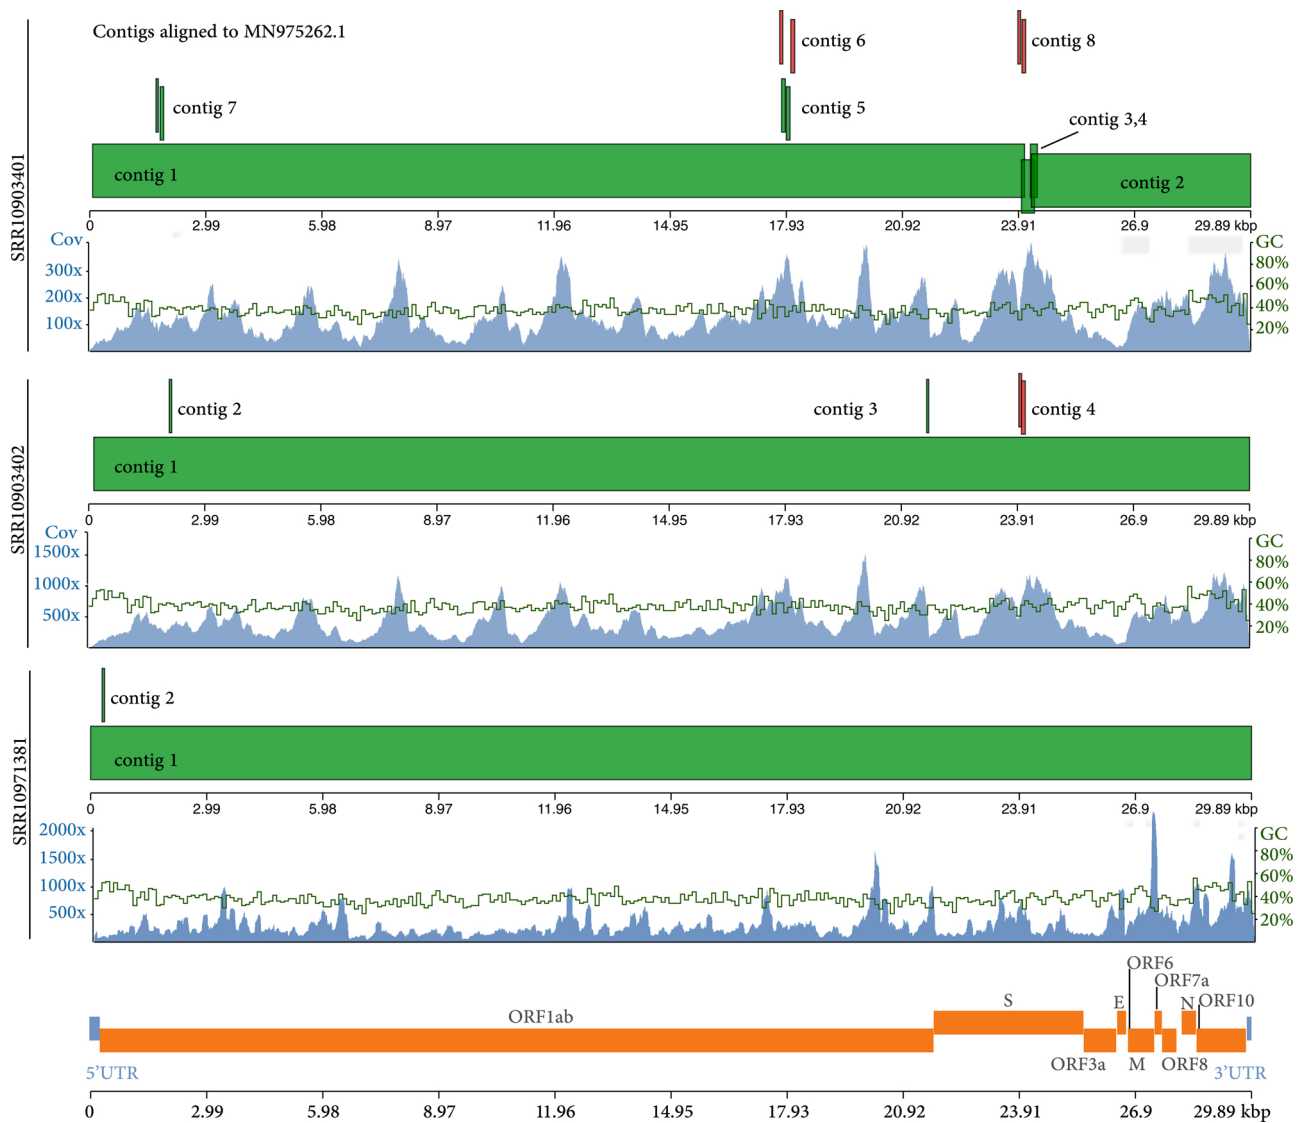 Contigs aligned to MN975262.1
contig 6
contig 8
contig 7
contig 5
contig 3,4
contig 1
contig 2
SRR10903401
0 2.99 5.98 8.97 11.96 14.95 17.93 20.92 23.91 26.9 29.89 kbp
Cov
300x
200x
100x
GC
80%
60%
40%
20%
contig 2
contig 3
contig 4
contig 1
SRR10903402
0 2.99 5.98 8.97 11.96 14.95 17.93 20.92 23.91 26.9 29.89 kbp
Cov
1500x
1000x
500x
GC
80%
60%
40%
20%
contig 2
contig 1
SRR10971381
0 2.99 5.98 8.97 11.96 14.95 17.93 20.92 23.91 26.9 29.89 kbp
2000x
1500x
1000x
500x
GC
80%
60%
40%
20%
ORF6
ORF7a
ORF1ab
S
E
N
ORF10
5'UTR
ORF3a
M
ORF8
3'UTR
0 2.99 5.98 8.97 11.96 14.95 17.93 20.92 23.91 26.9 29.89 kbp